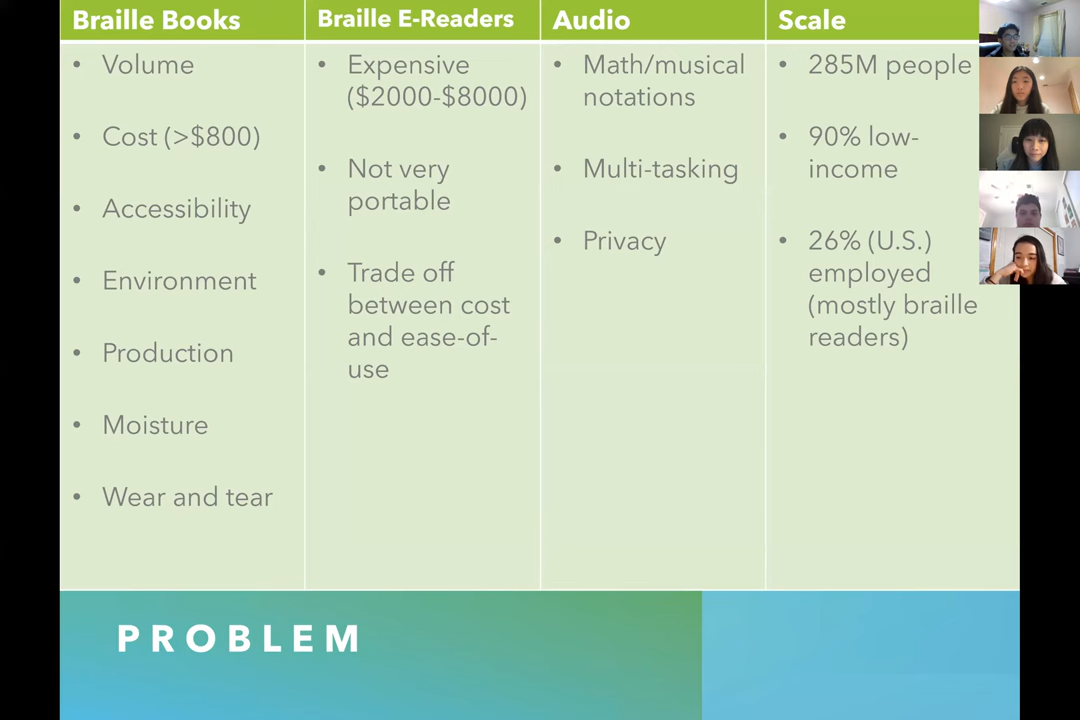 Braille Books
• Volume
• Cost (>$800)
• Accessibility
• Environment
• Production
• Moisture
• Wear and tear
Braille E-Readers
• Expensive
($2000-$8000)
• Not very
portable
• Trade off
between cost
and ease-of-
use
Audio
• Math/musical
notations
• Multi-tasking
• Privacy
Scale
• 285M people
• 90% low-
income
• 26% (U.S.)
employed
(mostly braille
readers)
PROBLEM